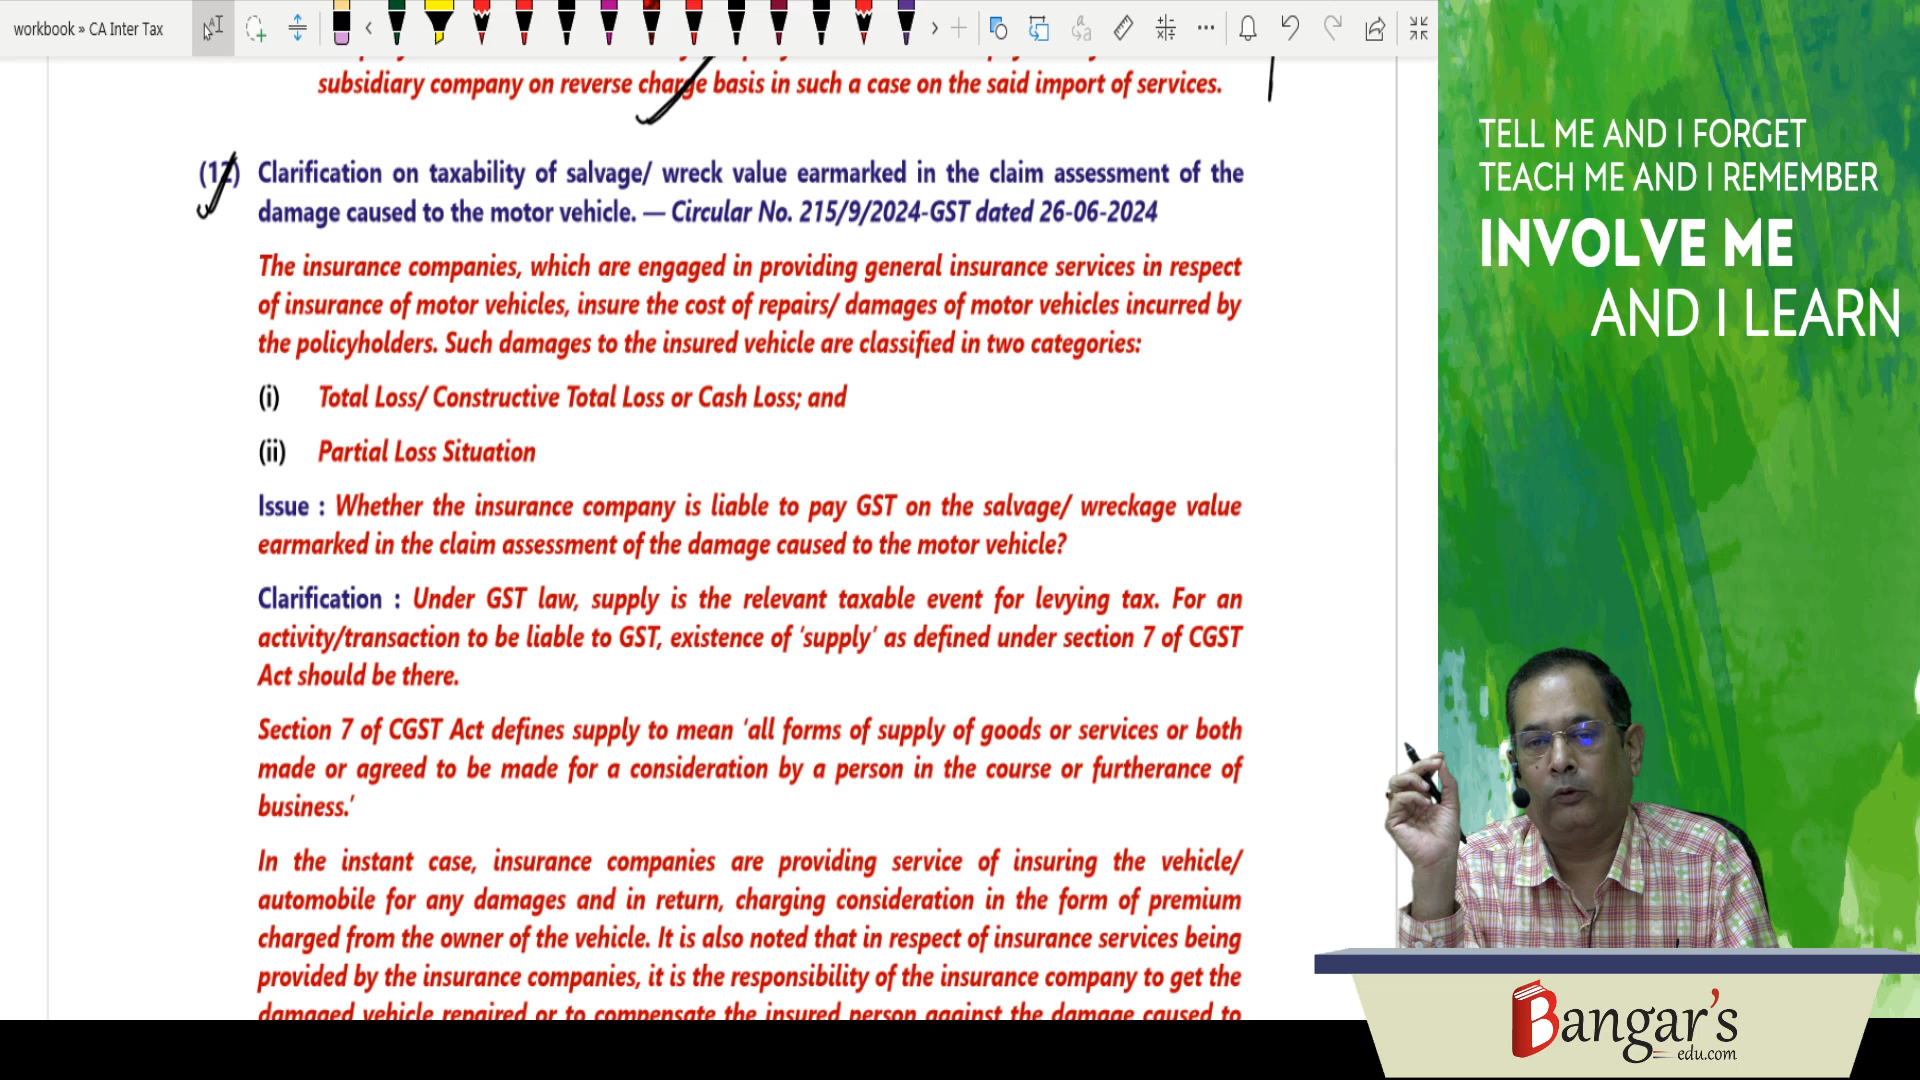 workbook » CA Inter Tax
subsidiary company on reverse charge basis in such a case on the said import of services.
(12) Clarification on taxability of salvage/ wreck value earmarked in the claim assessment of the
damage caused to the motor vehicle. — Circular No. 215/9/2024-GST dated 26-06-2024
The insurance companies, which are engaged in providing general insurance services in respect
of insurance of motor vehicles, insure the cost of repairs/ damages of motor vehicles incurred by
the policyholders. Such damages to the insured vehicle are classified in two categories:
(i) Total Loss/ Constructive Total Loss or Cash Loss; and
(ii) Partial Loss Situation
Issue : Whether the insurance company is liable to pay GST on the salvage/ wreckage value
earmarked in the claim assessment of the damage caused to the motor vehicle?
Clarification : Under GST law, supply is the relevant taxable event for levying tax. For an
activity/transaction to be liable to GST, existence of 'supply' as defined under section 7 of CGST
Act should be there.
Section 7 of CGST Act defines supply to mean 'all forms of supply of goods or services or both
made or agreed to be made for a consideration by a person in the course or furtherance of
business.'
In the instant case, insurance companies are providing service of insuring the vehicle/
automobile for any damages and in return, charging consideration in the form of premium
charged from the owner of the vehicle. It is also noted that in respect of insurance services being
provided by the insurance companies, it is the responsibility of the insurance company to get the
damaged vehicle repaired or to compensate the insured person against the damage caused to
TELL ME AND I FORGET
TEACH ME AND I REMEMBER
INVOLVE ME
AND I LEARN
Bangar's
edu.com